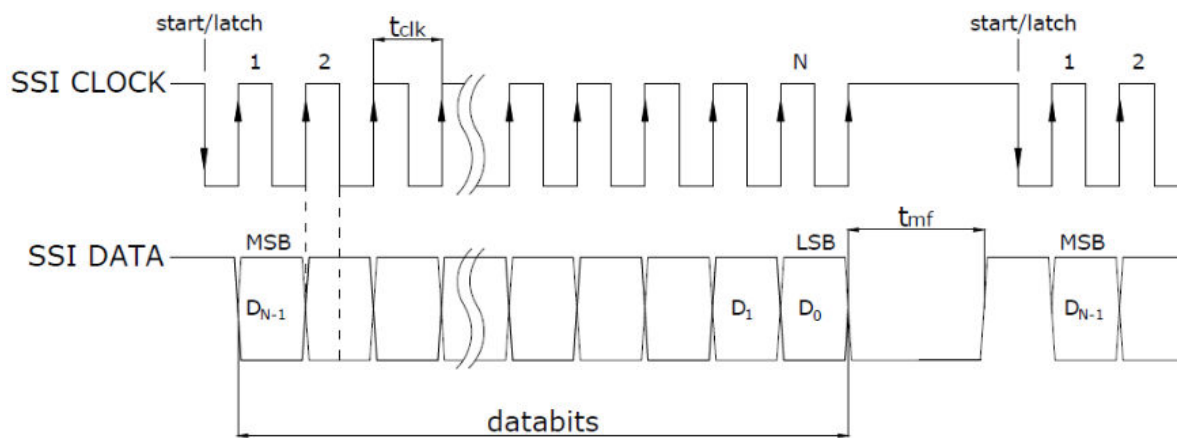 start/latch start/latch
t_clk
1 2 N 1 2
SSI CLOCK
t_mf
MSB LSB MSB
SSI DATA
D_N-1 D_1 D_0 D_N-1
databits